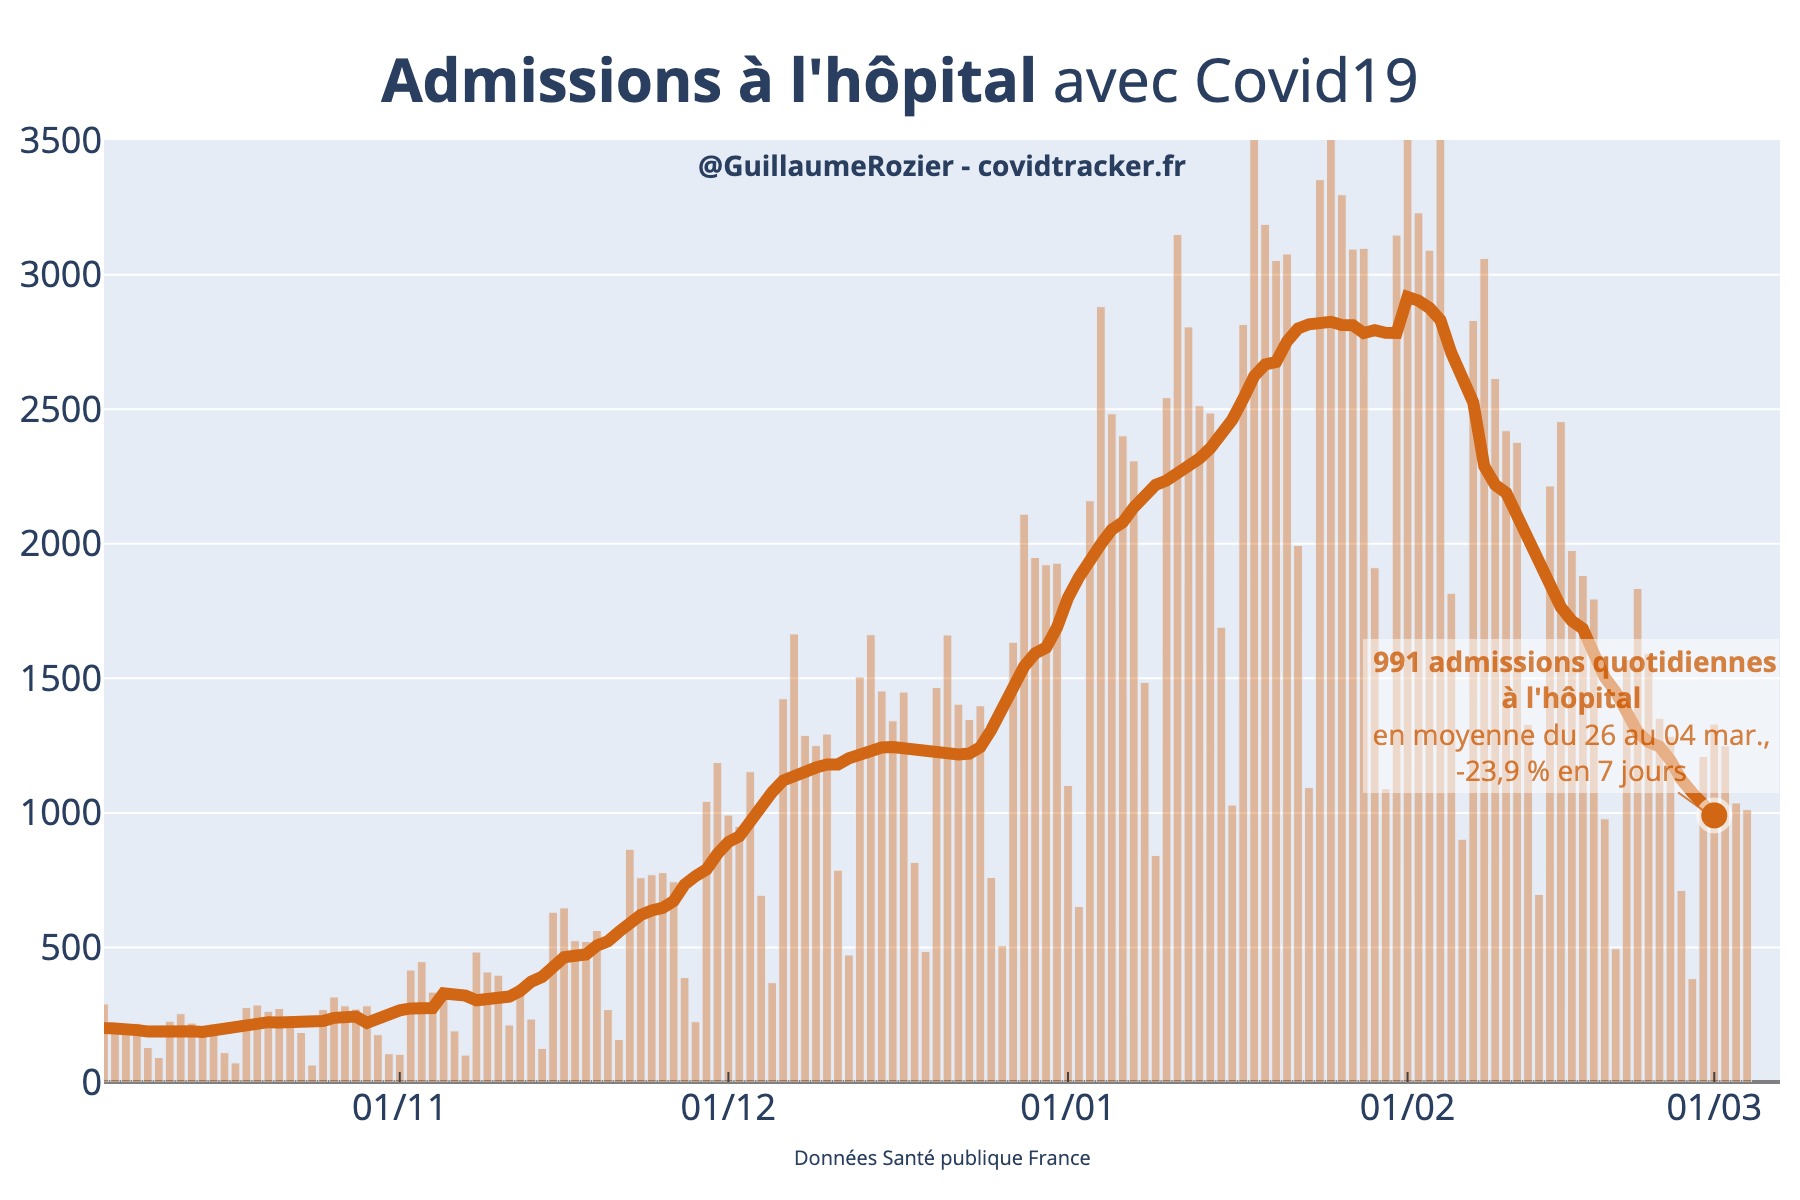 Admissions à l'hôpital avec Covid19
@GuillaumeRozier - covidtracker.fr
3500
3000
2500
2000
1500
1000
500
0
991 admissions quotidiennes
à l'hôpital
en moyenne du 26 au 04 mar.,
-23,9 % en 7 jours
01/11 01/12 01/01 01/02 01/03
Données Santé publique France